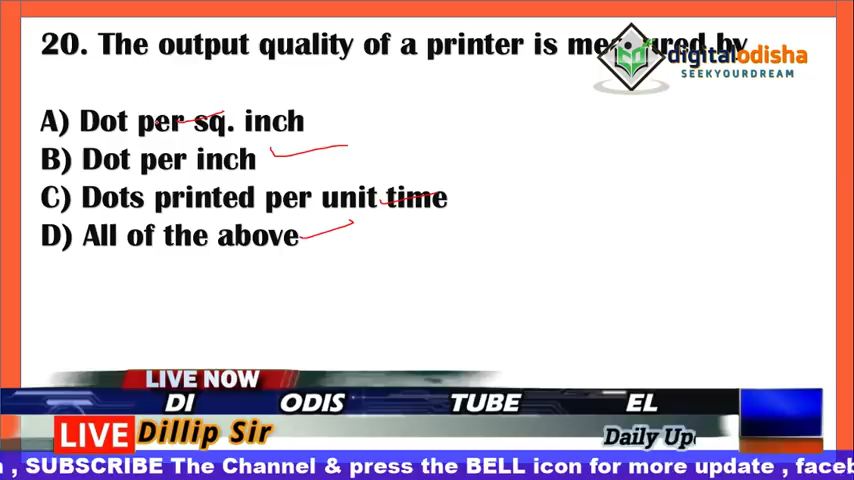 20. The output quality of a printer is measured by
digitalodisha
SEEKYOURDREAM
A) Dot per sq. inch
B) Dot per inch
C) Dots printed per unit time
D) All of the above
LIVE NOW
DI ODIS TUBE EL
LIVE Dillip Sir
Daily Up
, SUBSCRIBE The Channel & press the BELL icon for more update , faceb